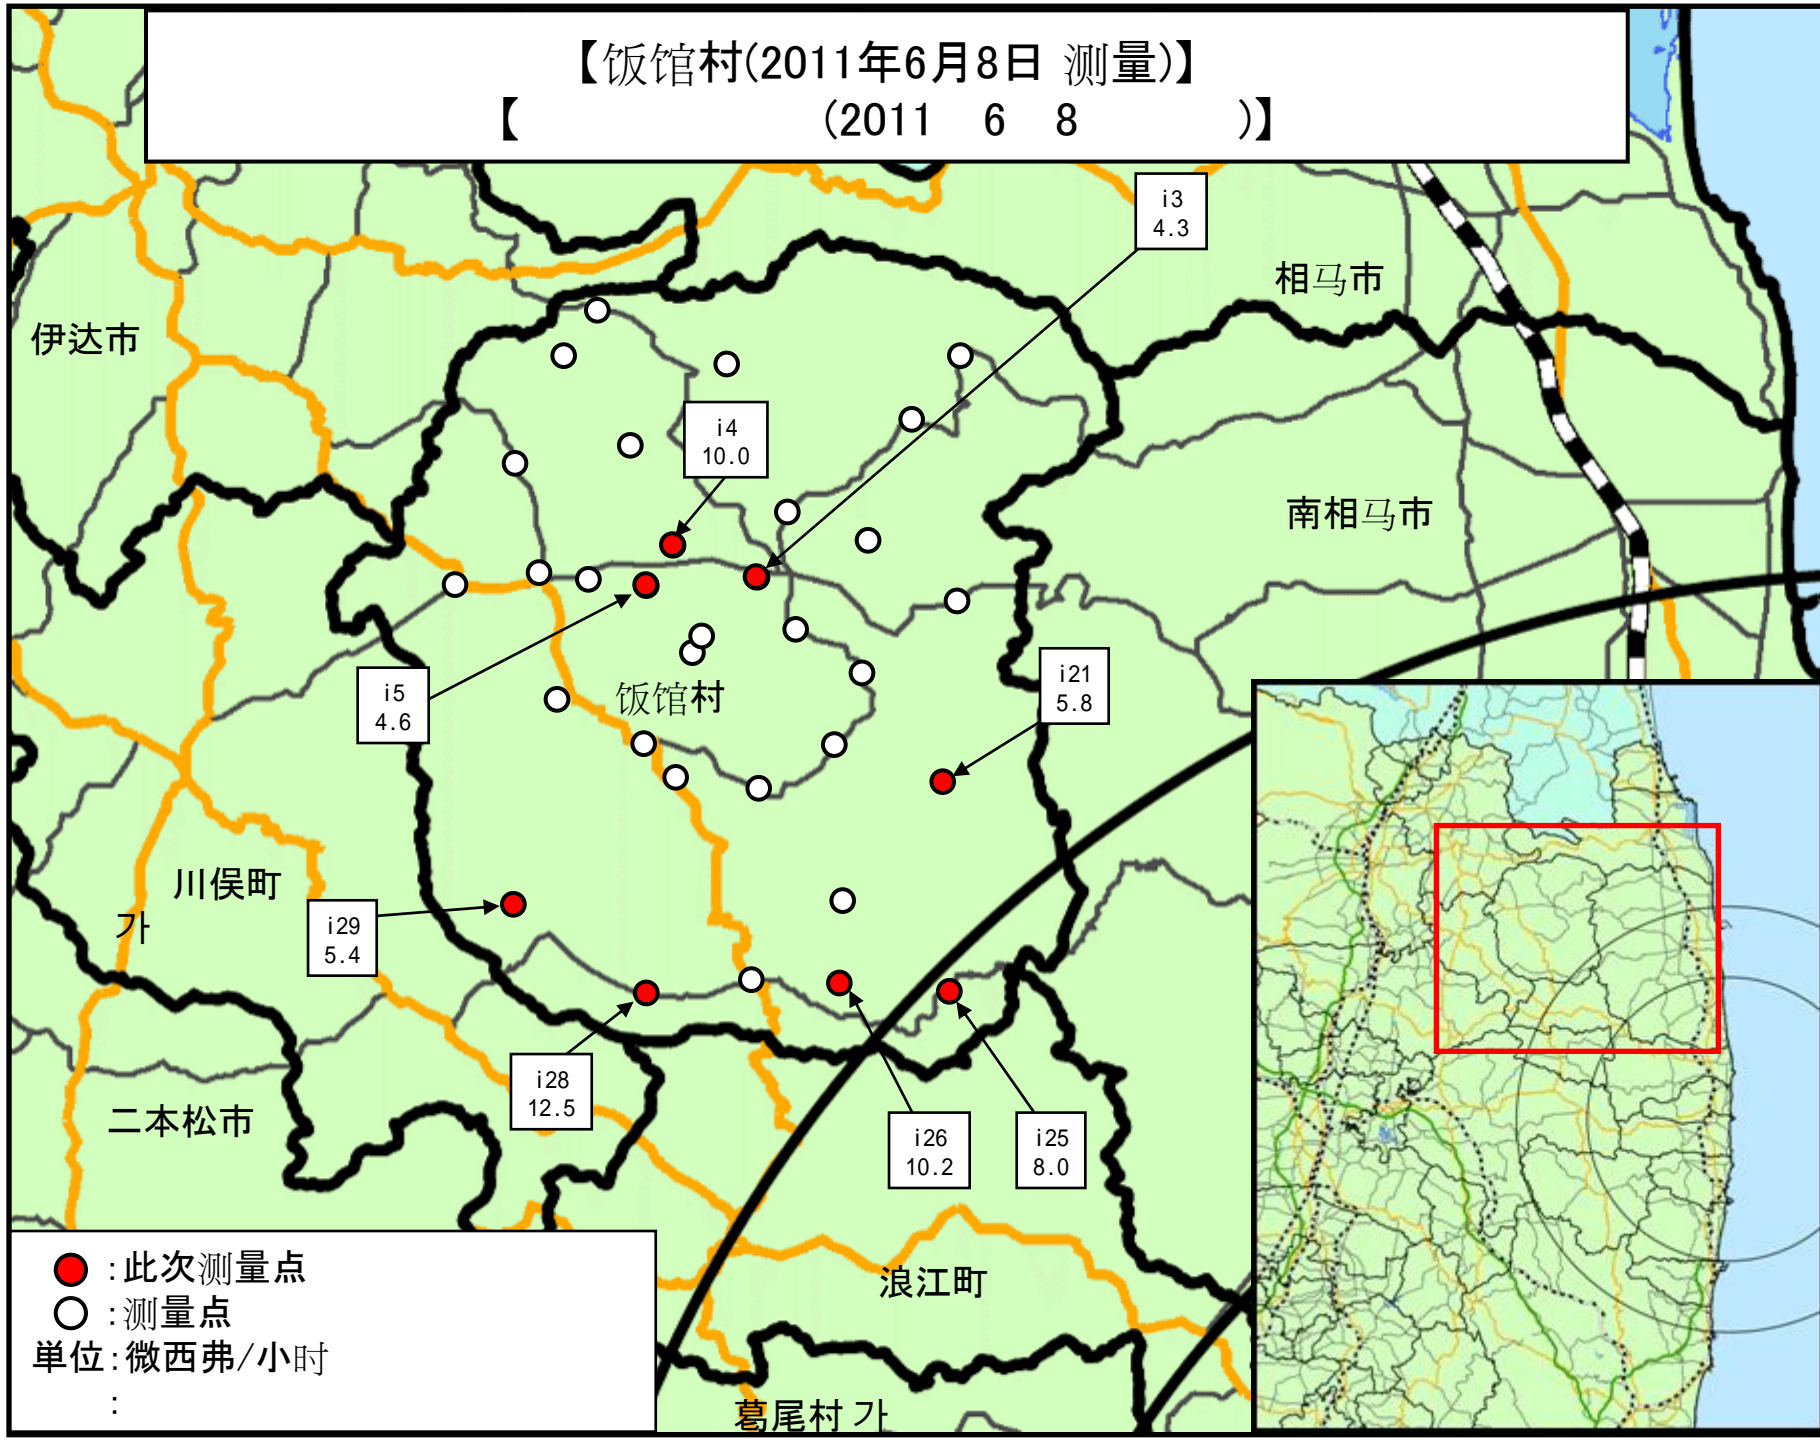 【饭馆村(2011年6月8日 测量)】
【 (2011 6 8 )】
i3
4.3
相马市
伊达市
i4
10.0
南相马市
i5
4.6
饭馆村
i21
5.8
川俣町
가
i29
5.4
i28
12.5
二本松市
i26
10.2
i25
8.0
浪江町
葛尾村 가
:此次测量点
:测量点
単位:微西弗/小时
: